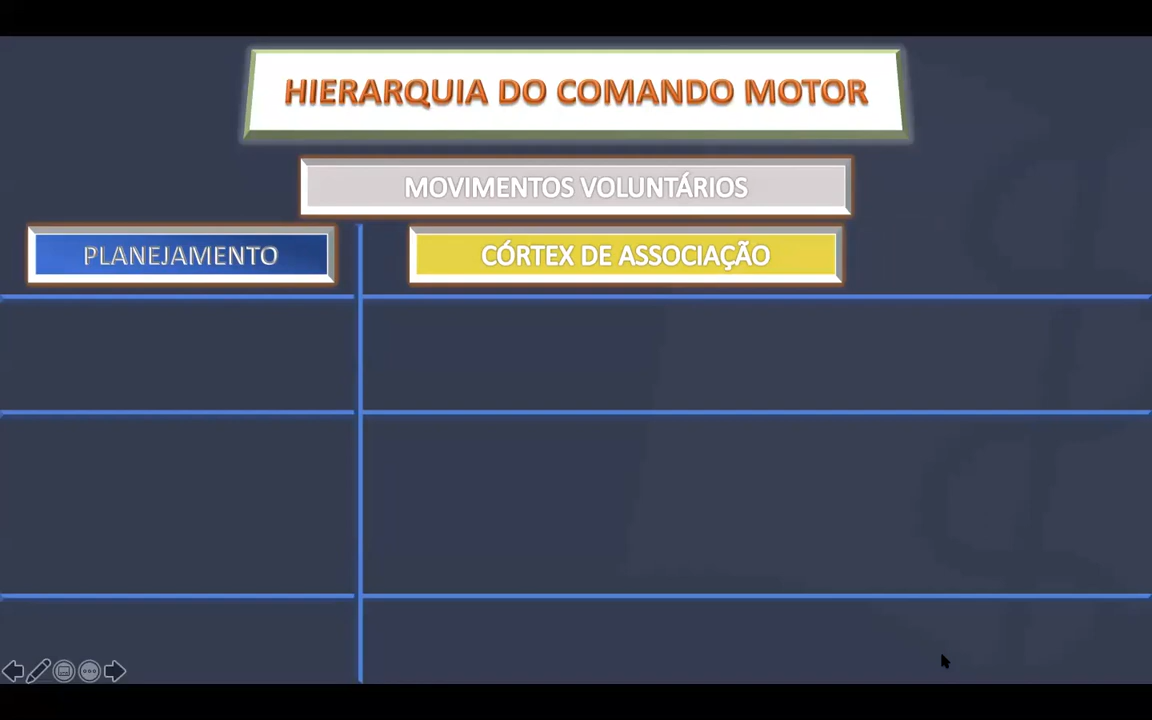 HIERARQUIA DO COMANDO MOTOR
MOVIMENTOS VOLUNTÁRIOS
PLANEJAMENTO
CÓRTEX DE ASSOCIAÇÃO